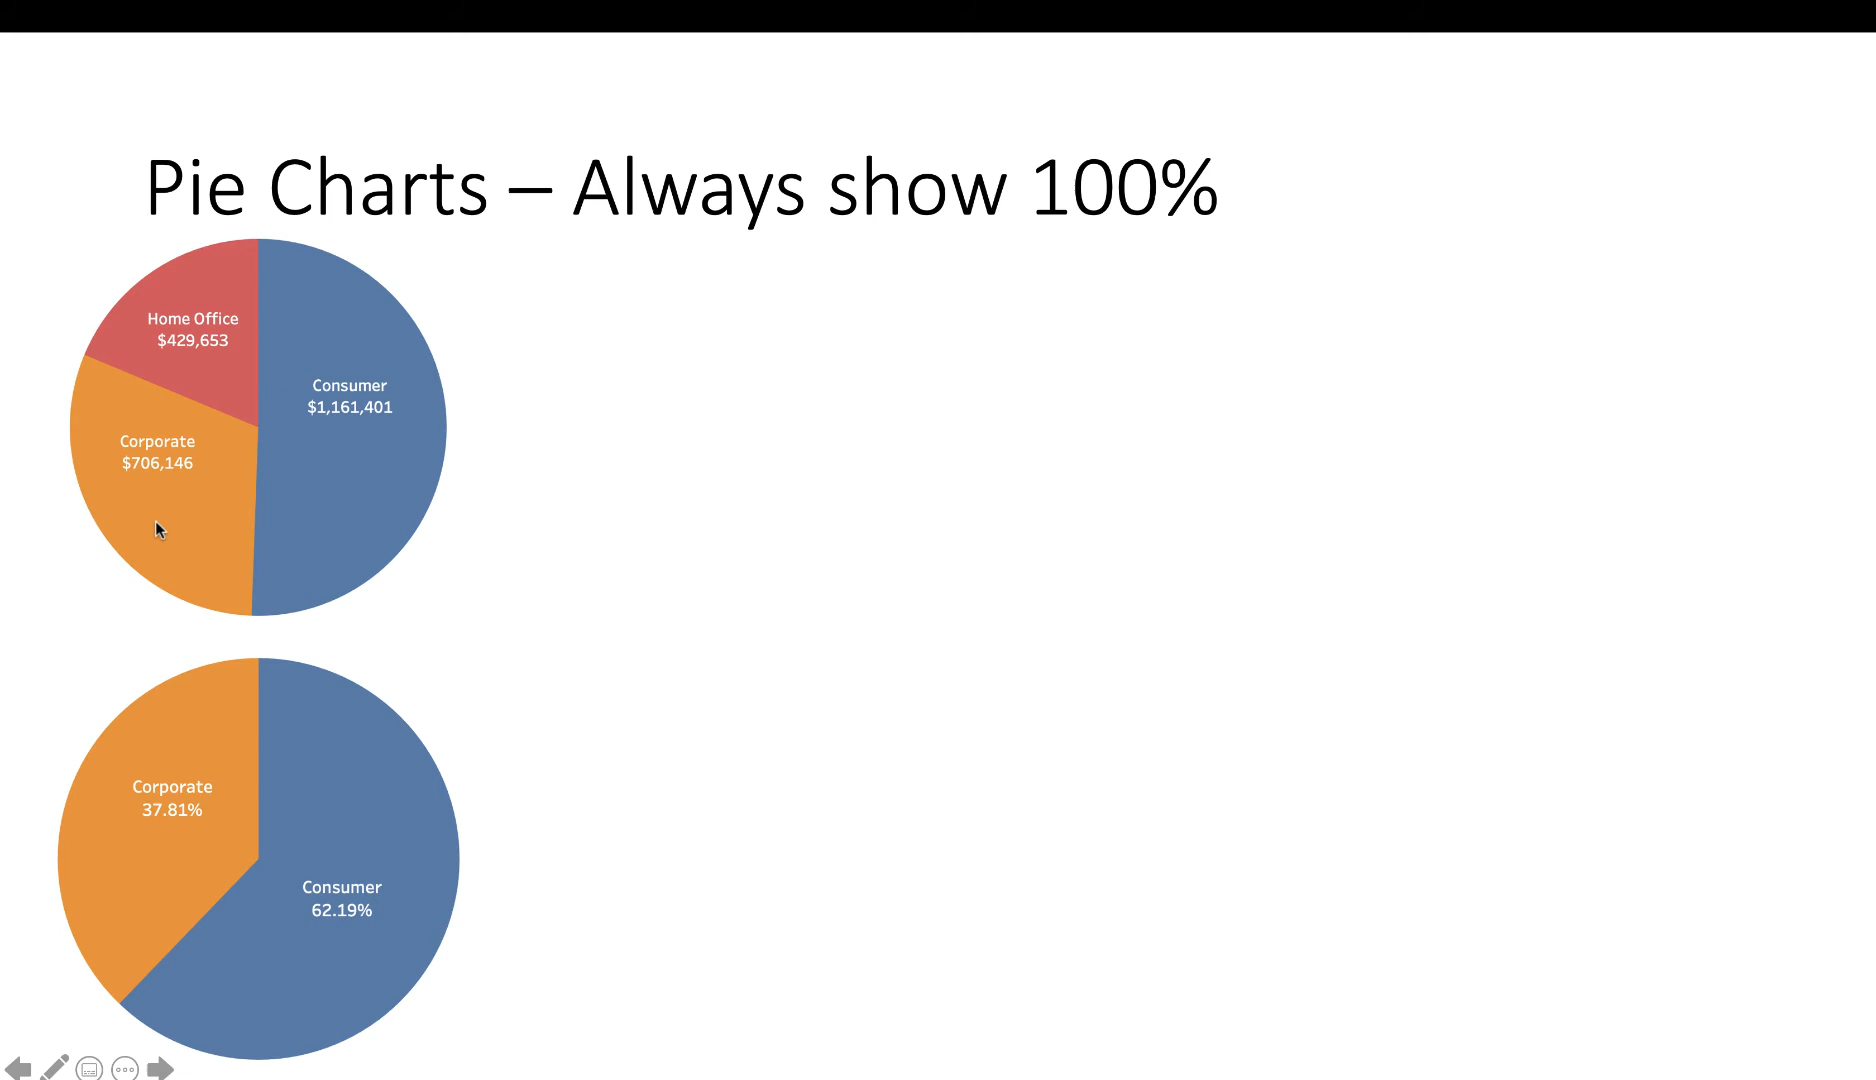 Pie Charts – Always show 100%
Home Office
$429,653
Consumer
$1,161,401
Corporate
$706,146
Corporate
37.81%
Consumer
62.19%